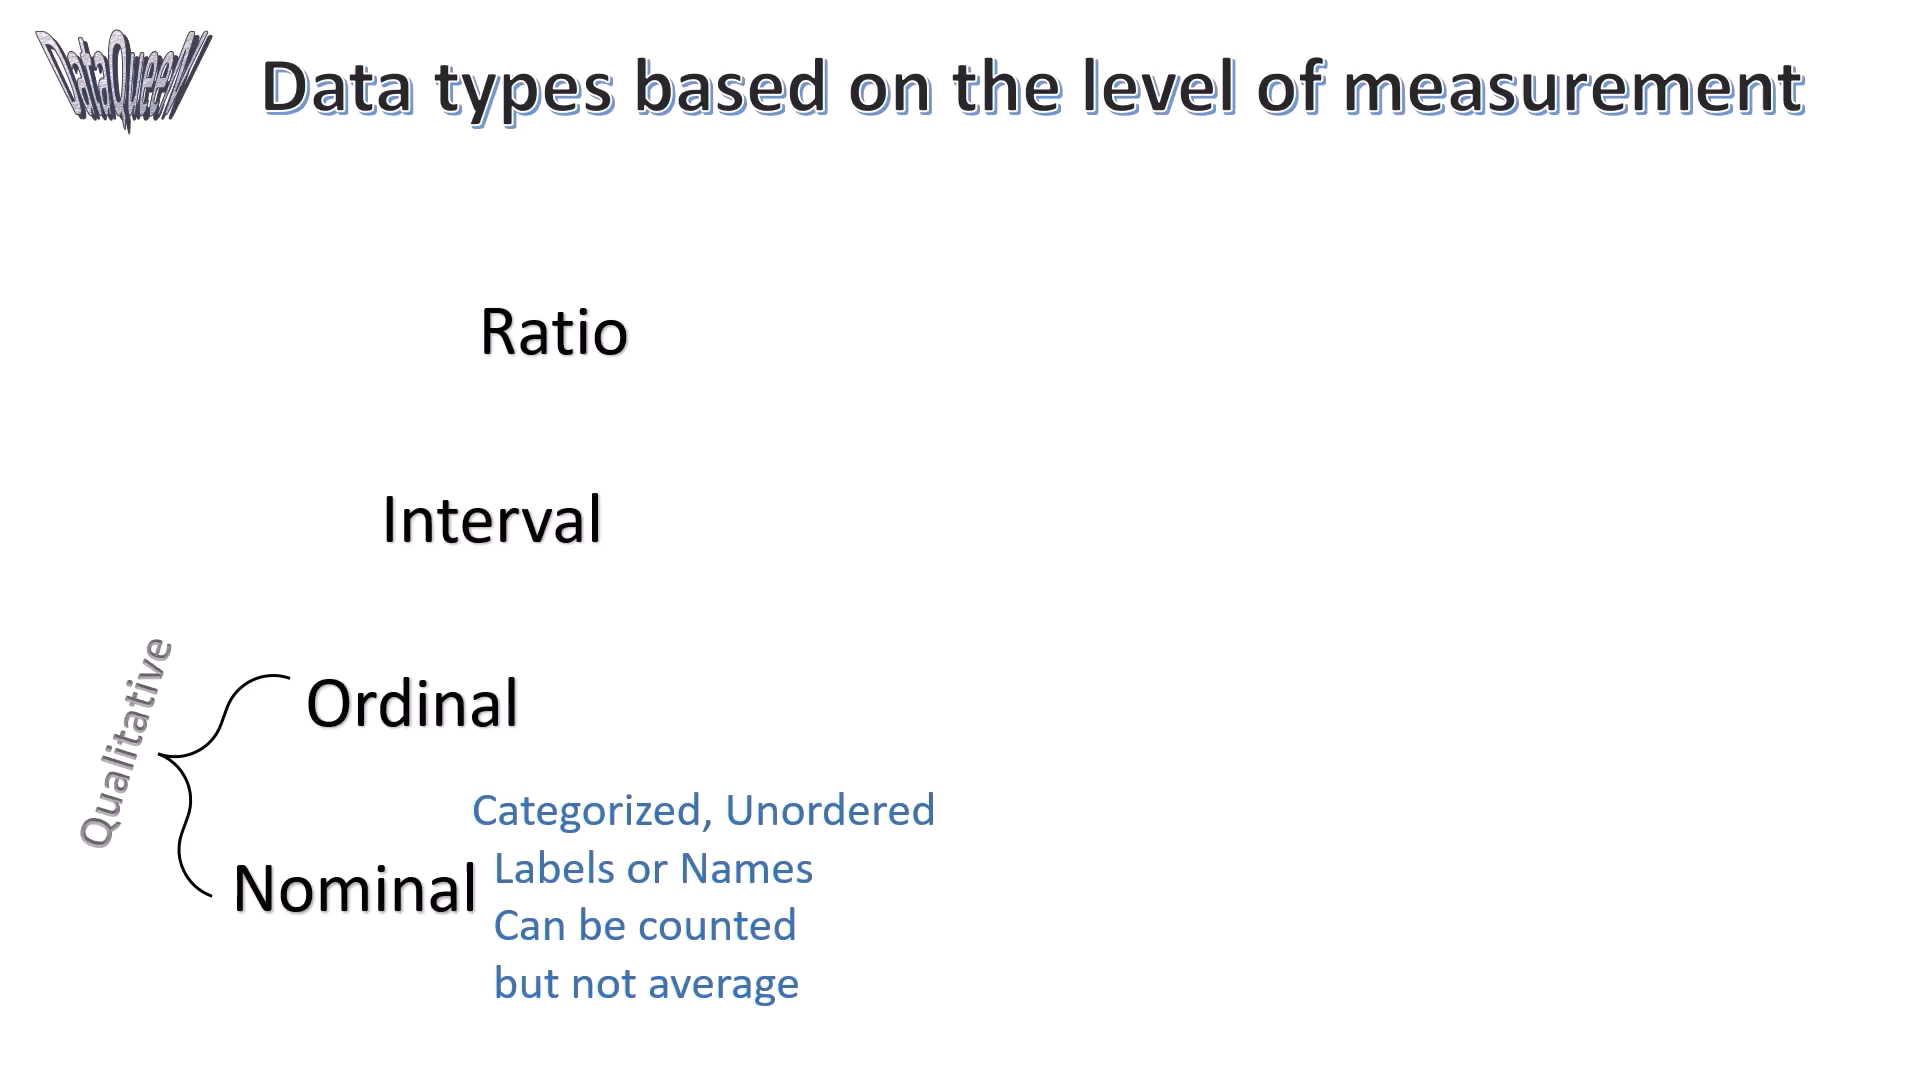 DataQueen
Data types based on the level of measurement
Ratio
Interval
Qualitative
Ordinal
Categorized, Unordered
Nominal
Labels or Names
Can be counted
but not average